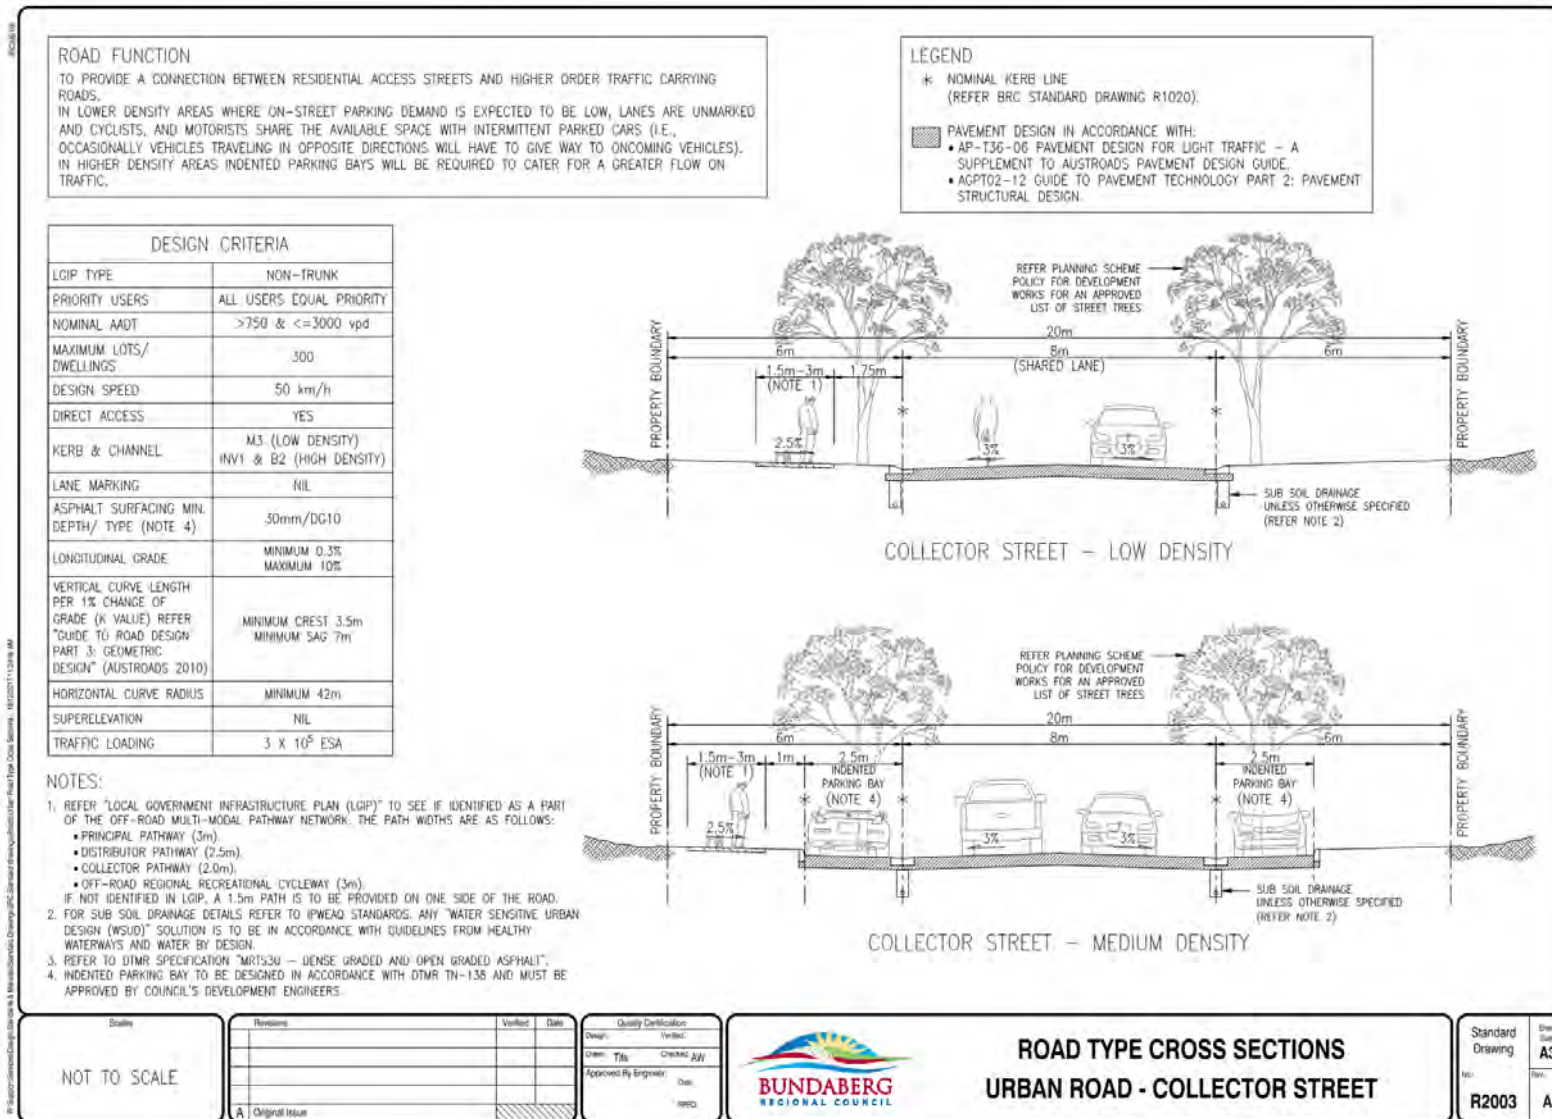 ROAD FUNCTION
TO PROVIDE A CONNECTION BETWEEN RESIDENTIAL ACCESS STREETS AND HIGHER ORDER TRAFFIC CARRYING
ROADS.
IN LOWER DENSITY AREAS WHERE ON-STREET PARKING DEMAND IS EXPECTED TO BE LOW, LANES ARE UNMARKED
AND CYCLISTS, AND MOTORISTS SHARE THE AVAILABLE SPACE WITH INTERMITTENT PARKED CARS (I.E.,
OCCASIONALLY VEHICLES TRAVELING IN OPPOSITE DIRECTIONS WILL HAVE TO GIVE WAY TO ONCOMING VEHICLES).
IN HIGHER DENSITY AREAS INDENTED PARKING BAYS WILL BE REQUIRED TO CATER FOR A GREATER FLOW ON
TRAFFIC.
LEGEND
* NOMINAL KERB LINE
(REFER BRC STANDARD DRAWING R1020).
PAVEMENT DESIGN IN ACCORDANCE WITH:
• AP-T36-06 PAVEMENT DESIGN FOR LIGHT TRAFFIC - A
SUPPLEMENT TO AUSTROADS PAVEMENT DESIGN GUIDE.
• AGPT02-12 GUIDE TO PAVEMENT TECHNOLOGY PART 2: PAVEMENT
STRUCTURAL DESIGN.
DESIGN CRITERIA
LGIP TYPE NON-TRUNK
PRIORITY USERS ALL USERS EQUAL PRIORITY
NOMINAL AADT >750 & <=3000 vpd
MAXIMUM LOTS/
DWELLINGS 300
DESIGN SPEED 50 km/h
DIRECT ACCESS YES
KERB & CHANNEL M3 (LOW DENSITY)
INV1 & B2 (HIGH DENSITY)
LANE MARKING NIL
ASPHALT SURFACING MIN.
DEPTH/ TYPE (NOTE 4) 30mm/DG10
LONGITUDINAL GRADE MINIMUM 0.3%
MAXIMUM 10%
VERTICAL CURVE LENGTH
PER 1% CHANGE OF
GRADE (K VALUE) REFER
"GUIDE TO ROAD DESIGN
PART 3: GEOMETRIC
DESIGN" (AUSTROADS 2010)
MINIMUM CREST 3.5m
MINIMUM SAG 7m
HORIZONTAL CURVE RADIUS MINIMUM 42m
SUPERELEVATION NIL
TRAFFIC LOADING 3 X 10⁵ ESA
REFER PLANNING SCHEME
POLICY FOR DEVELOPMENT
WORKS FOR AN APPROVED
LIST OF STREET TREES
PROPERTY BOUNDARY
20m
6m 8m 6m
(SHARED LANE)
1.5m-3m 1.75m
(NOTE 1)
* *
2.5% 3% 3%
PROPERTY BOUNDARY
SUB SOIL DRAINAGE
UNLESS OTHERWISE SPECIFIED
(REFER NOTE 2)
COLLECTOR STREET - LOW DENSITY
REFER PLANNING SCHEME
POLICY FOR DEVELOPMENT
WORKS FOR AN APPROVED
LIST OF STREET TREES
PROPERTY BOUNDARY
20m
6m 8m 6m
1.5m-3m 1m 2.5m 2.5m
(NOTE 1) INDENTED INDENTED
PARKING BAY PARKING BAY
(NOTE 4) (NOTE 4)
* * * *
2.5% 3% 3%
PROPERTY BOUNDARY
SUB SOIL DRAINAGE
UNLESS OTHERWISE SPECIFIED
(REFER NOTE 2)
COLLECTOR STREET - MEDIUM DENSITY
NOTES:
1. REFER "LOCAL GOVERNMENT INFRASTRUCTURE PLAN (LGIP)" TO SEE IF IDENTIFIED AS A PART
OF THE OFF-ROAD MULTI-MODAL PATHWAY NETWORK. THE PATH WIDTHS ARE AS FOLLOWS:
• PRINCIPAL PATHWAY (3m).
• DISTRIBUTOR PATHWAY (2.5m).
• COLLECTOR PATHWAY (2.0m).
• OFF-ROAD REGIONAL RECREATIONAL CYCLEWAY (3m).
IF NOT IDENTIFIED IN LGIP, A 1.5m PATH IS TO BE PROVIDED ON ONE SIDE OF THE ROAD.
2. FOR SUB SOIL DRAINAGE DETAILS REFER TO IPWEAQ STANDARDS. ANY "WATER SENSITIVE URBAN
DESIGN (WSUD)" SOLUTION IS TO BE IN ACCORDANCE WITH GUIDELINES FROM HEALTHY
WATERWAYS AND WATER BY DESIGN.
3. REFER TO DTMR SPECIFICATION "MRTS30 - DENSE GRADED AND OPEN GRADED ASPHALT".
4. INDENTED PARKING BAY TO BE DESIGNED IN ACCORDANCE WITH DTMR TN-138 AND MUST BE
APPROVED BY COUNCIL'S DEVELOPMENT ENGINEERS.
Scales
NOT TO SCALE
Revisions Verified Date
A Original Issue
Quality Certification
Design: Verified:
Drawn: Tits Checked: AW
Approved By Engineer:
Date:
RPEQ:
BUNDABERG
REGIONAL COUNCIL
ROAD TYPE CROSS SECTIONS
URBAN ROAD - COLLECTOR STREET
Standard
Drawing
A3
No.:
R2003
Rev.
A